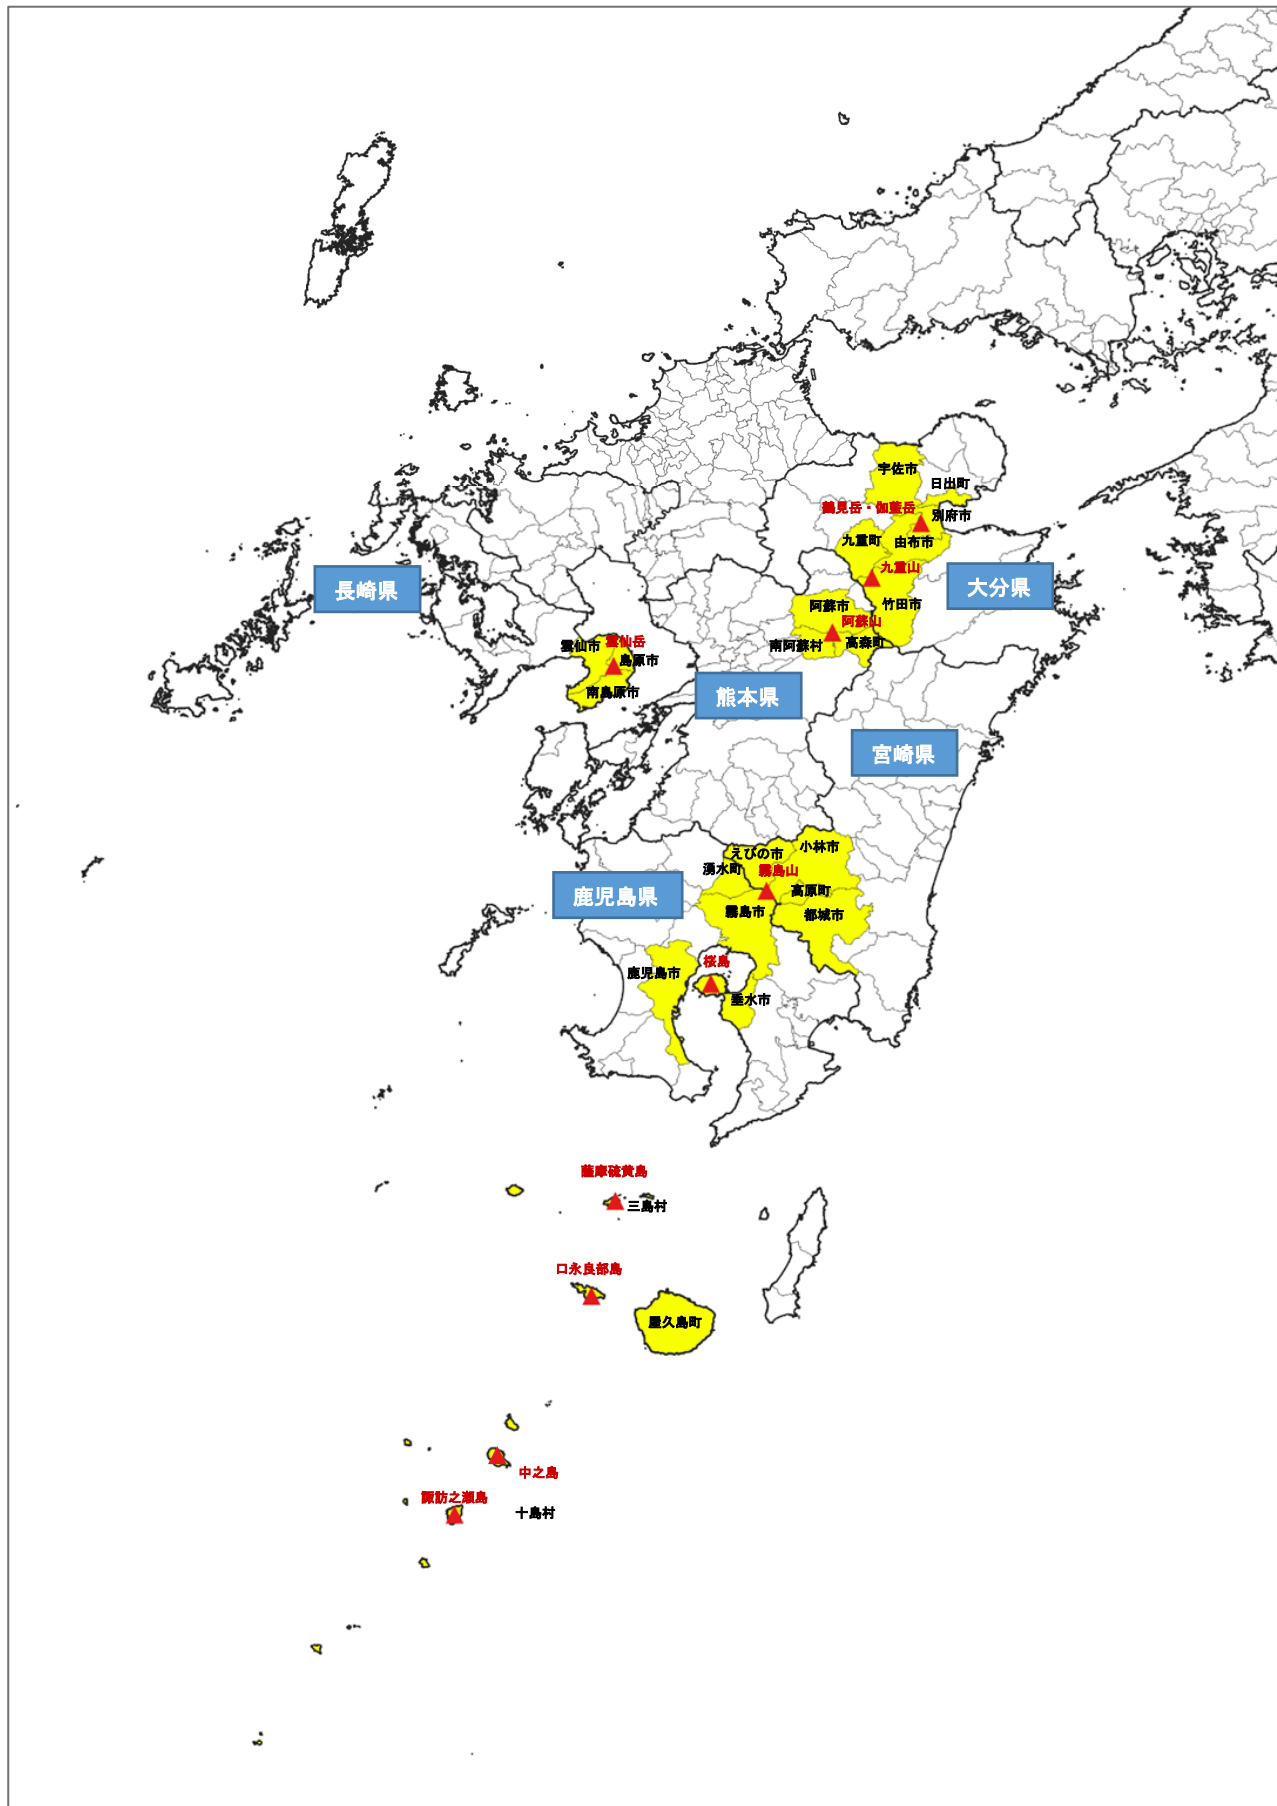 宇佐市
日出町
鶴見岳・伽藍岳
別府市
九重町
由布市
九重山
長崎県
大分県
阿蘇市
竹田市
阿蘇山
雲仙市
雲仙岳
南阿蘇村
高森町
島原市
南島原市
熊本県
宮崎県
えびの市
小林市
湧水町
霧島山
鹿児島県
高原町
霧島市
都城市
桜島
鹿児島市
垂水市
薩摩硫黄島
三島村
口永良部島
屋久島町
中之島
諏訪之瀬島
十島村